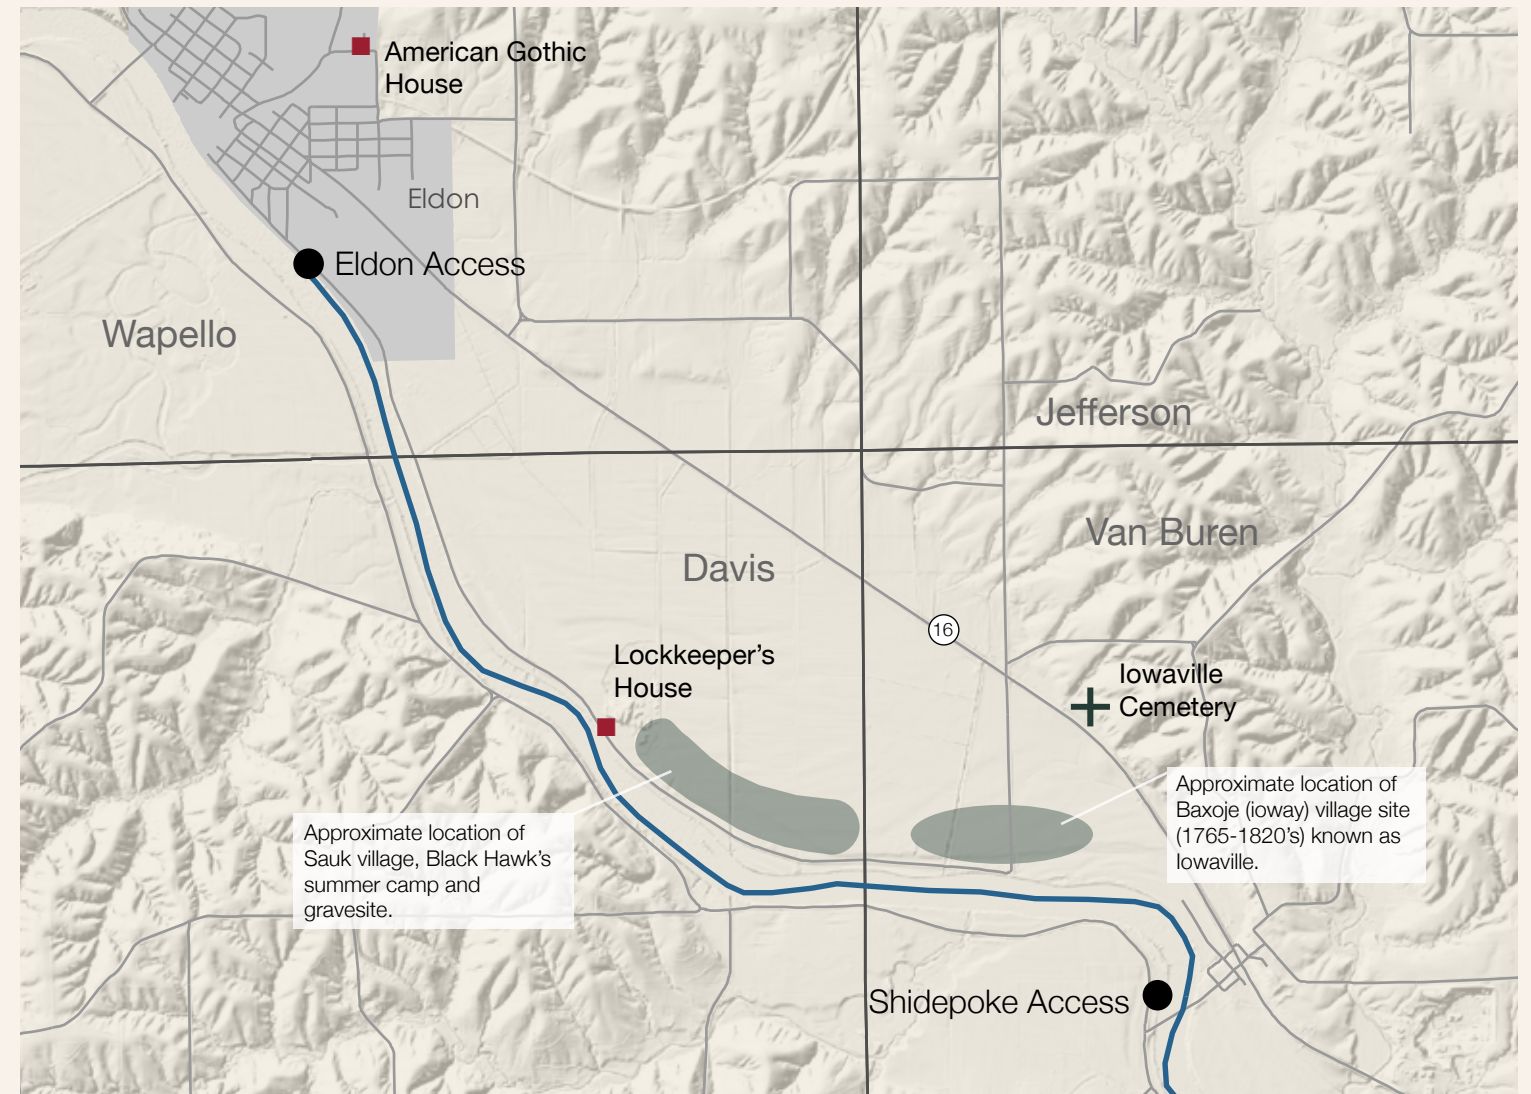 American Gothic
House
Eldon
Eldon Access
Wapello
Jefferson
Van Buren
Davis
16
Lockkeeper’s
House
Iowaville
Cemetery
Approximate location of
Baxoje (ioway) village site
(1765-1820’s) known as
Iowaville.
Approximate location of
Sauk village, Black Hawk’s
summer camp and
gravesite.
Shidepoke Access